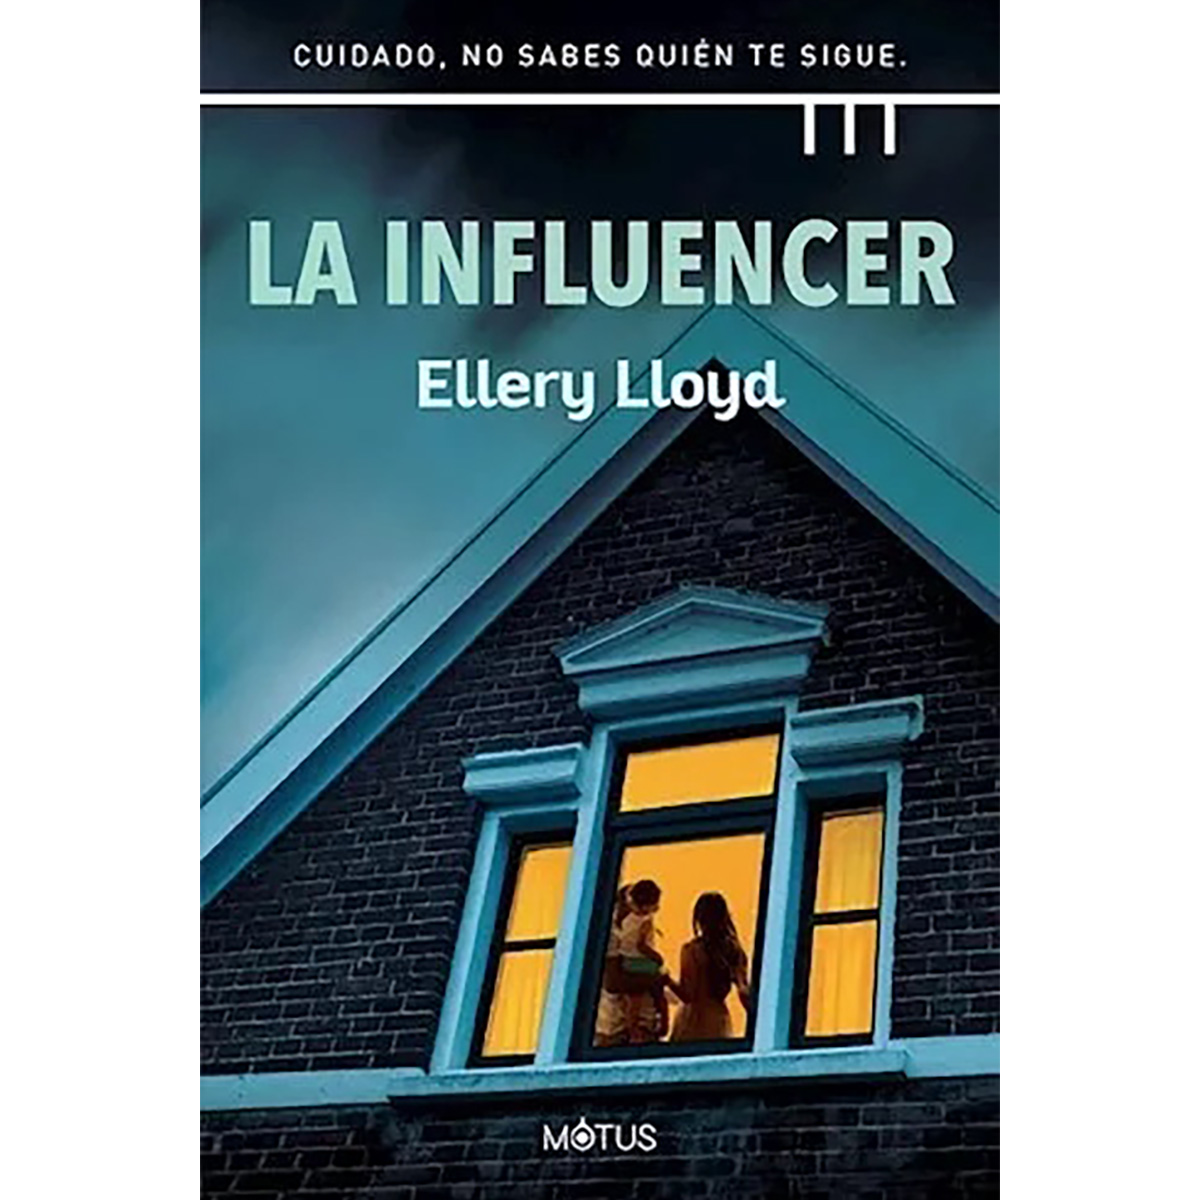 CUIDADO, NO SABES QUIÉN TE SIGUE.
LA INFLUENCER
Ellery Lloyd
MOTUS